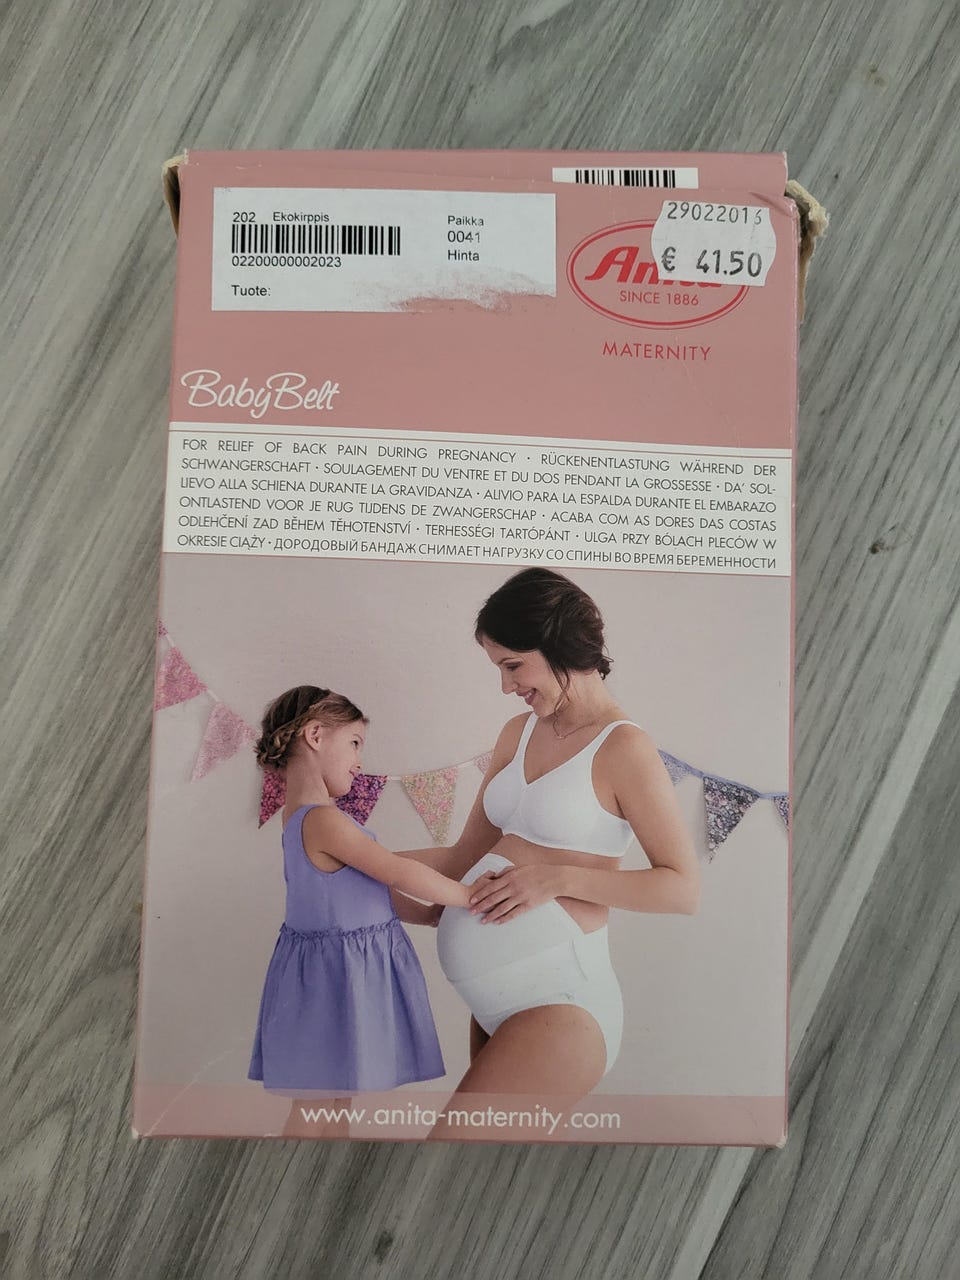 29022016
€ 41.50
202 Ekokirppis
Paikka
0041
02200000002023
Hinta
Tuote:
SINCE 1886
MATERNITY
BabyBelt
FOR RELIEF OF BACK PAIN DURING PREGNANCY • RÜCKENENTLASTUNG WÄHREND DER
SCHWANGERSCHAFT • SOULAGEMENT DU VENTRE ET DU DOS PENDANT LA GROSSESSE • DA' SOL-
LIEVO ALLA SCHIENA DURANTE LA GRAVIDANZA • ALIVIO PARA LA ESPALDA DURANTE EL EMBARAZO
ONTLASTEND VOOR JE RUG TIJDENS DE ZWANGERSCHAP • ACABA COM AS DORES DAS COSTAS
ODLEHČENÍ ZAD BĚHEM TĚHOTENSTVÍ • TERHESSÉGI TARTÓPÁNT • ULGA PRZY BÓLACH PLECÓW W
OKRESIE CIĄŻY • ДОРОДОВЫЙ БАНДАЖ СНИМАЕТ НАГРУЗКУ СО СПИНЫ ВО ВРЕМЯ БЕРЕМЕННОСТИ
www.anita-maternity.com